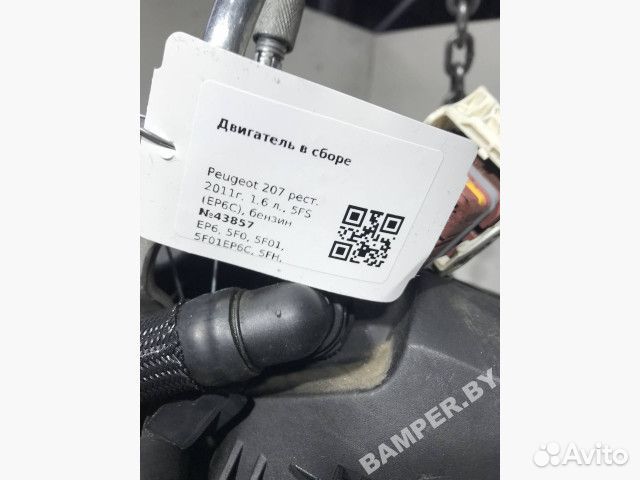 Двигатель в сборе
Peugeot 207 рест.
2011г, 1.6 л., 5FS
(EP6C), бензин
№43857
EP6, 5F0, 5F01,
5F01EP6C, 5FH,
BAMPER.BY
Avito